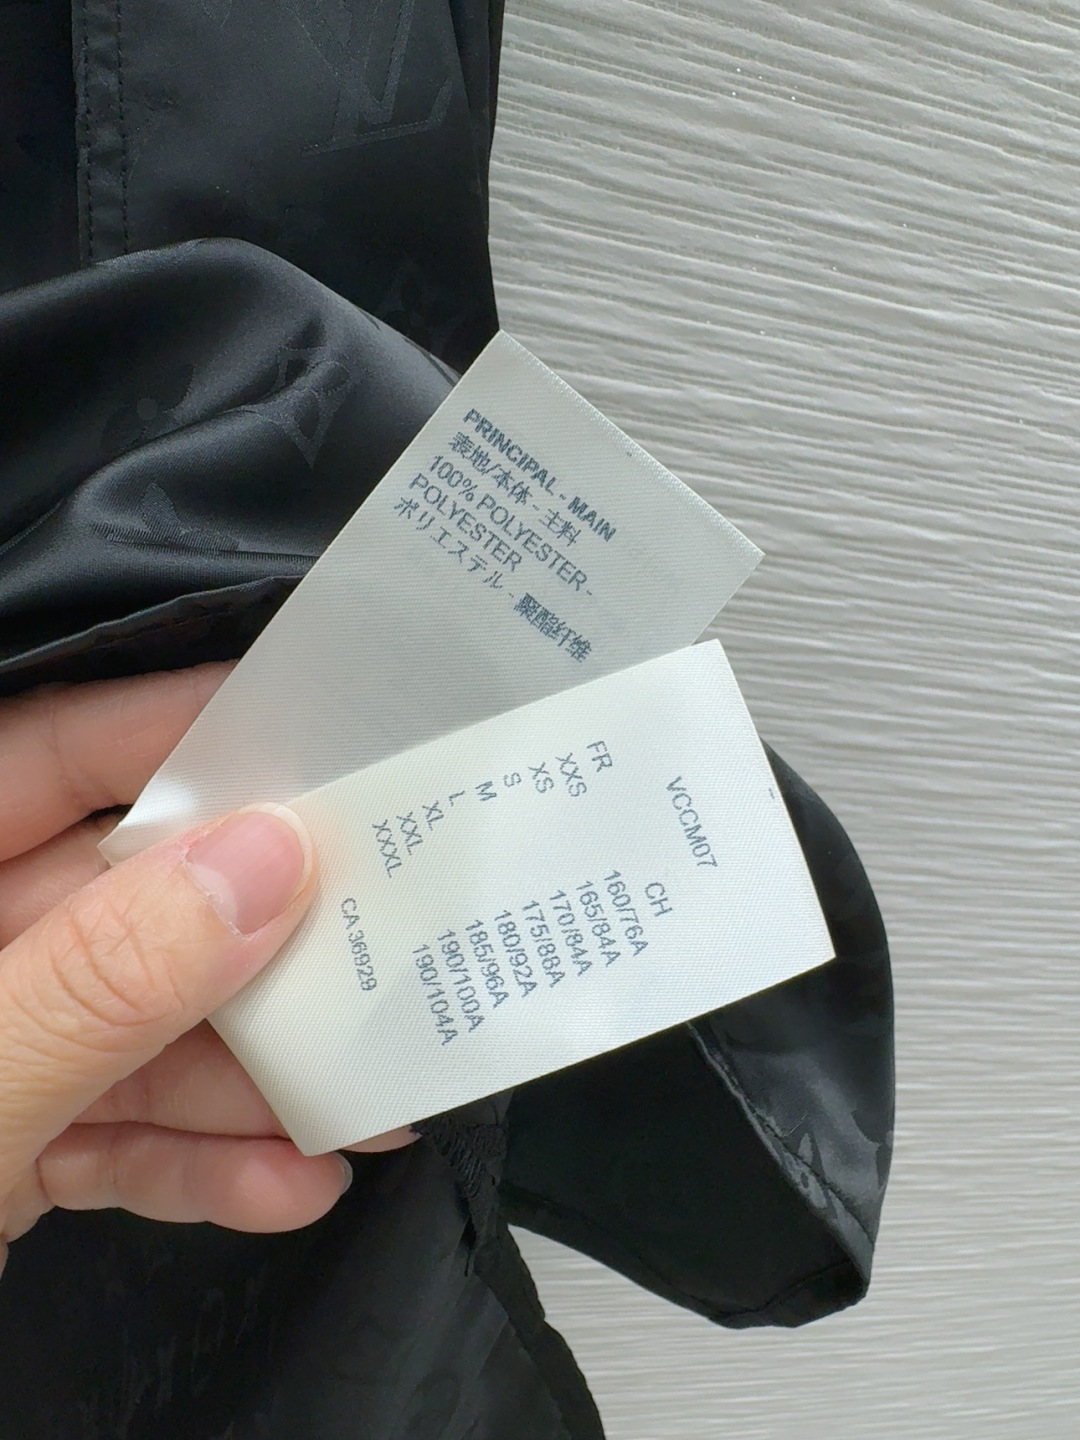 PRINCIPAL - MAIN
表地/本体 - 主料
100% POLYESTER -
POLYESTER
ポリエステル - 聚酯纤维
VCCM07
FR CH
XXS 160/76A
XS 165/84A
S 170/84A
M 175/88A
L 180/92A
XL 185/96A
XXL 190/100A
XXXL 190/104A
CA 36929